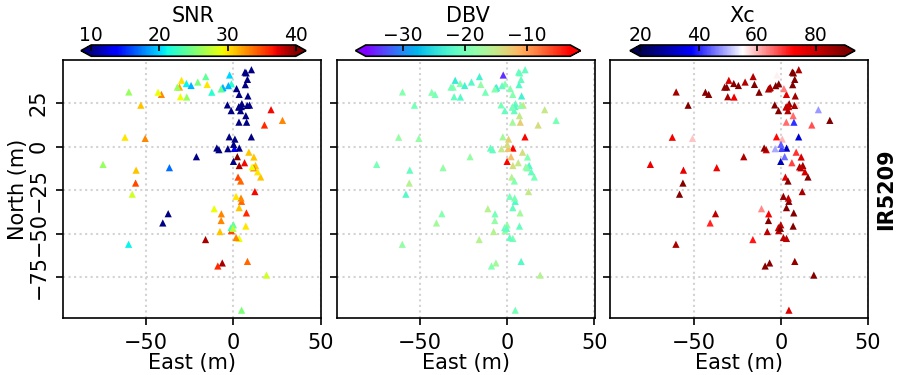 SNR DBV Xc
10 20 30 40 −30 −20 −10 20 40 60 80
North (m)
25
0
−25
−50
−75
−50 0 50 −50 0 50 −50 0 50
East (m) East (m) East (m)
IR5209